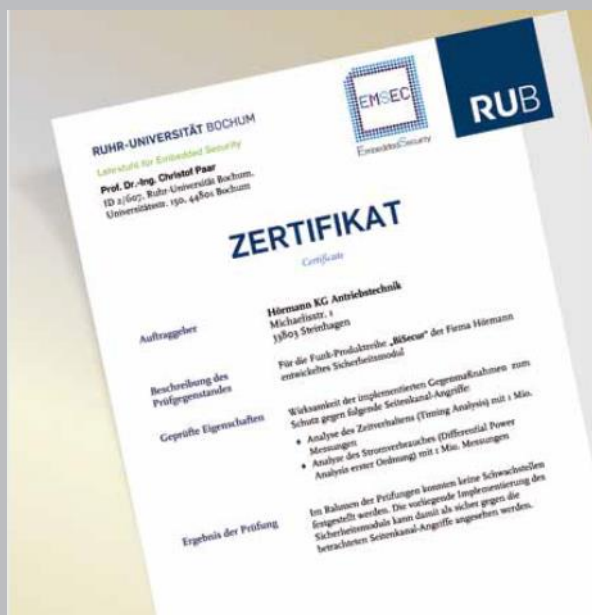 RUHR-UNIVERSITÄT BOCHUM
Lehrstuhl für Embedded Security
Prof. Dr.-Ing. Christof Paar
ID 2/607, Ruhr-Universität Bochum,
Universitätsstr. 150, 44801 Bochum
EMSEC
EmbeddedSecurity
RUB
ZERTIFIKAT
Certificate
Auftraggeber
Hörmann KG Antriebstechnik
Michaelisstr. 1
33803 Steinhagen
Beschreibung des
Prüfgegenstandes
Für die Funk-Produktreihe „BiSecur“ der Firma Hörmann
entwickeltes Sicherheitsmodul
Geprüfte Eigenschaften
Wirksamkeit der implementierten Gegenmaßnahmen zum
Schutz gegen folgende Seitenkanal-Angriffe:
• Analyse des Zeitverhaltens (Timing Analysis) mit 1 Mio.
Messungen
• Analyse des Stromverbrauches (Differential Power
Analysis erster Ordnung) mit 1 Mio. Messungen
Ergebnis der Prüfung
Im Rahmen der Prüfungen konnten keine Schwachstellen
festgestellt werden. Die vorliegende Implementierung des
Sicherheitsmoduls kann damit als sicher gegen die
betrachteten Seitenkanal-Angriffe angesehen werden.